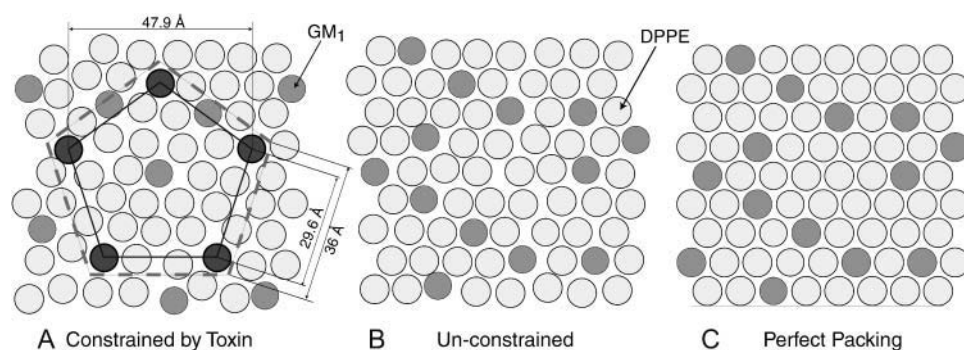 47.9 Å
GM1
DPPE
29.6 Å
36 Å
A Constrained by Toxin
B Un-constrained
C Perfect Packing